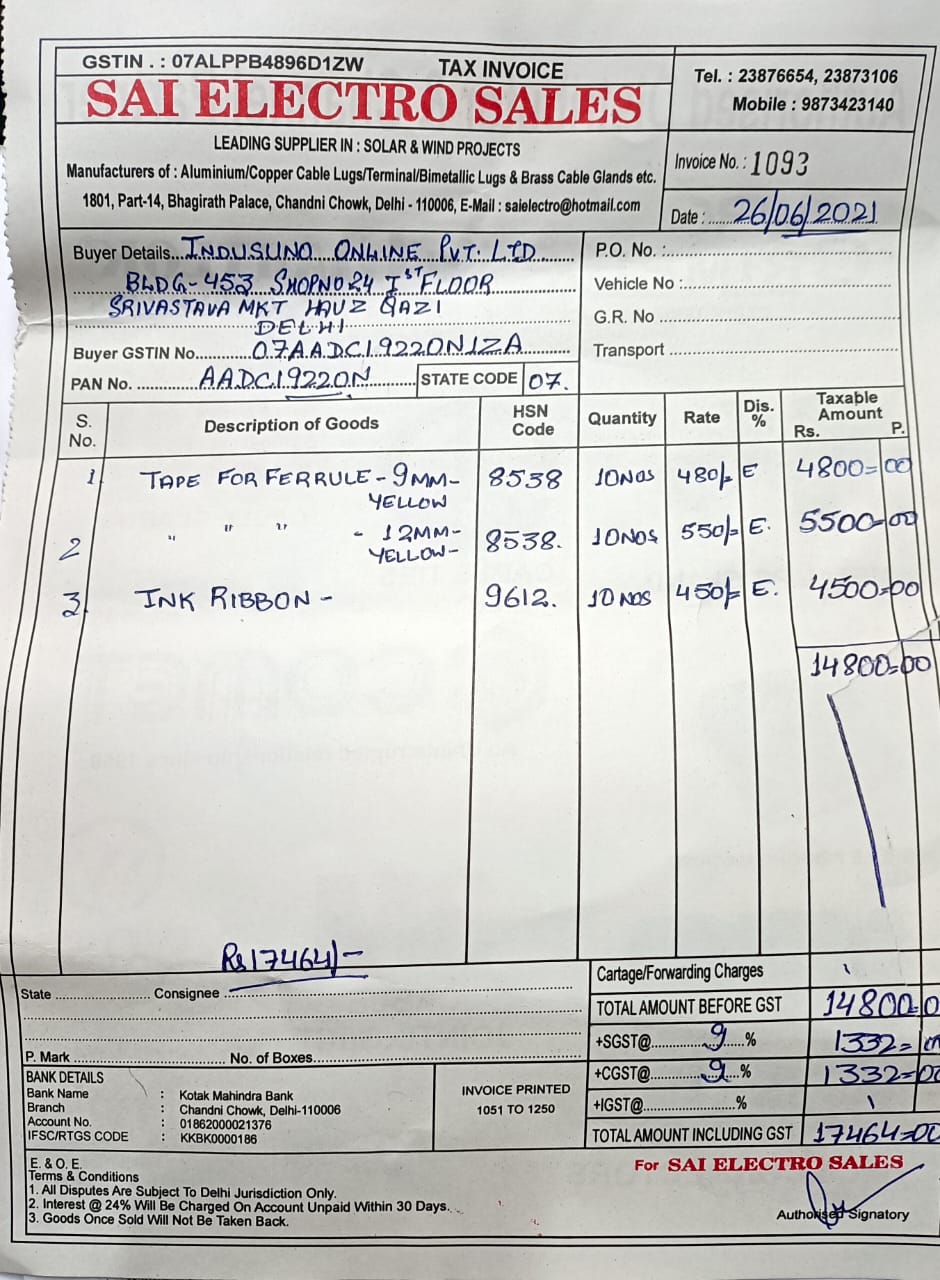 GSTIN . : 07ALPPB4896D1ZW TAX INVOICE
SAI ELECTRO SALES
Tel. : 23876654, 23873106
Mobile : 9873423140
LEADING SUPPLIER IN : SOLAR & WIND PROJECTS
Manufacturers of : Aluminium/Copper Cable Lugs/Terminal/Bimetallic Lugs & Brass Cable Glands etc.
1801, Part-14, Bhagirath Palace, Chandni Chowk, Delhi - 110006, E-Mail : saielectro@hotmail.com
Invoice No. : 1093
Date : 26/06/2021
Buyer Details... INDUSUNO ONLINE PVT. LTD
BLDG-453 SHOPNO24 IST FLOOR
SRIVASTAVA MKT HAUZ QAZI
DELHI
Buyer GSTIN No. 07AADCI9220N1ZA
PAN No. AADCI9220N STATE CODE 07.
P.O. No. :
Vehicle No :
G.R. No
Transport
S. No. Description of Goods HSN Code Quantity Rate Dis. % Taxable Amount Rs. P.
1 TAPE FOR FERRULE - 9MM- 8538 10NOS 480/- E 4800=00
YELLOW
2 " " " - 12MM- 8538. 10NOS 550/- E. 5500-00
YELLOW-
3 INK RIBBON - 9612. 10 NOS 450/- E. 4500=00
14800=00
Rs 17464/-
State Consignee
P. Mark No. of Boxes
Cartage/Forwarding Charges
TOTAL AMOUNT BEFORE GST 14800-0
+SGST@ 9 % 1332=00
+CGST@ 9 % 1332=00
+IGST@ %
TOTAL AMOUNT INCLUDING GST 17464=00
BANK DETAILS
Bank Name : Kotak Mahindra Bank
Branch : Chandni Chowk, Delhi-110006
Account No. : 01862000021376
IFSC/RTGS CODE : KKBK0000186
INVOICE PRINTED
1051 TO 1250
E. & O. E.
Terms & Conditions
1. All Disputes Are Subject To Delhi Jurisdiction Only.
2. Interest @ 24% Will Be Charged On Account Unpaid Within 30 Days.
3. Goods Once Sold Will Not Be Taken Back.
For SAI ELECTRO SALES
Authorised Signatory